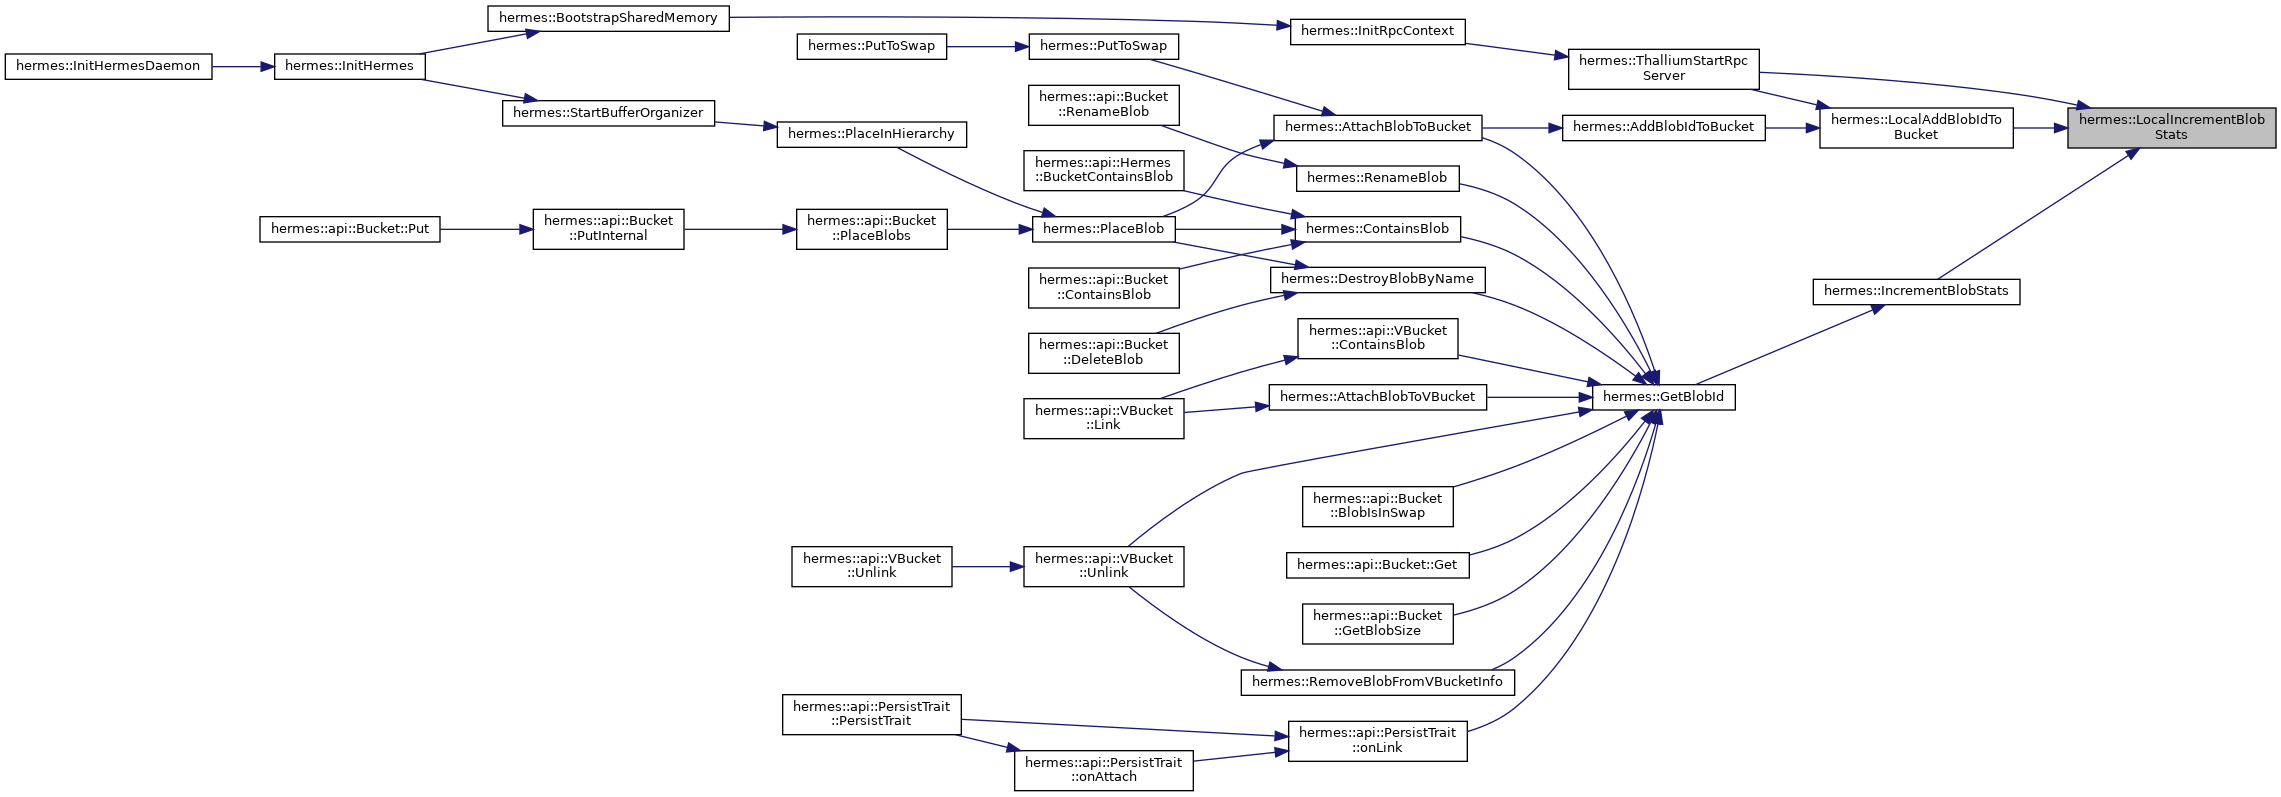 hermes::BootstrapSharedMemory
hermes::InitRpcContext
hermes::PutToSwap
hermes::PutToSwap
hermes::InitHermesDaemon
hermes::InitHermes
hermes::ThalliumStartRpc
Server
hermes::api::Bucket
::RenameBlob
hermes::StartBufferOrganizer
hermes::PlaceInHierarchy
hermes::AttachBlobToBucket
hermes::AddBlobIdToBucket
hermes::LocalAddBlobIdTo
Bucket
hermes::LocalIncrementBlob
Stats
hermes::api::Hermes
::BucketContainsBlob
hermes::RenameBlob
hermes::api::Bucket::Put
hermes::api::Bucket
::PutInternal
hermes::api::Bucket
::PlaceBlobs
hermes::PlaceBlob
hermes::ContainsBlob
hermes::api::Bucket
::ContainsBlob
hermes::DestroyBlobByName
hermes::IncrementBlobStats
hermes::api::Bucket
::DeleteBlob
hermes::api::VBucket
::ContainsBlob
hermes::api::VBucket
::Link
hermes::AttachBlobToVBucket
hermes::GetBlobId
hermes::api::Bucket
::BlobIsInSwap
hermes::api::VBucket
::Unlink
hermes::api::VBucket
::Unlink
hermes::api::Bucket::Get
hermes::api::Bucket
::GetBlobSize
hermes::RemoveBlobFromVBucketInfo
hermes::api::PersistTrait
::PersistTrait
hermes::api::PersistTrait
::onLink
hermes::api::PersistTrait
::onAttach